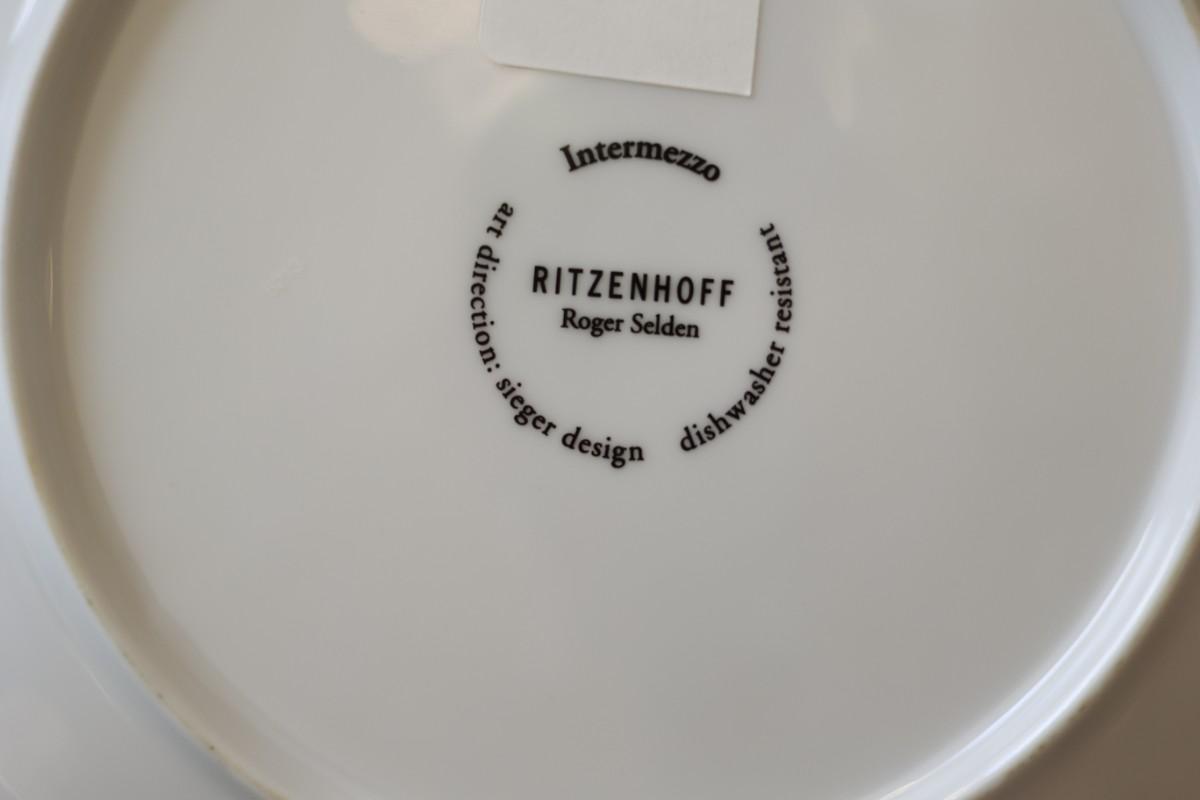 Intermezzo
RITZENHOFF
Roger Selden
art direction: sieger design
dishwasher resistant